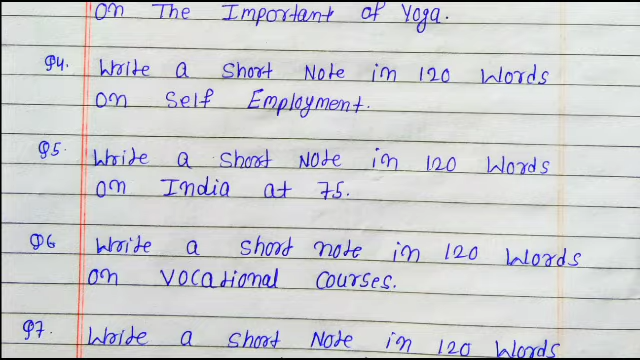 on The Important of Yoga.
Q4. Write a Short Note in 120 Words
on Self Employment.
Q5. Write a Short Note in 120 Words
on India at 75.
Q6 Write a short note in 120 Words
on Vocational Courses.
Q7. Write a Short Note in 120 Words